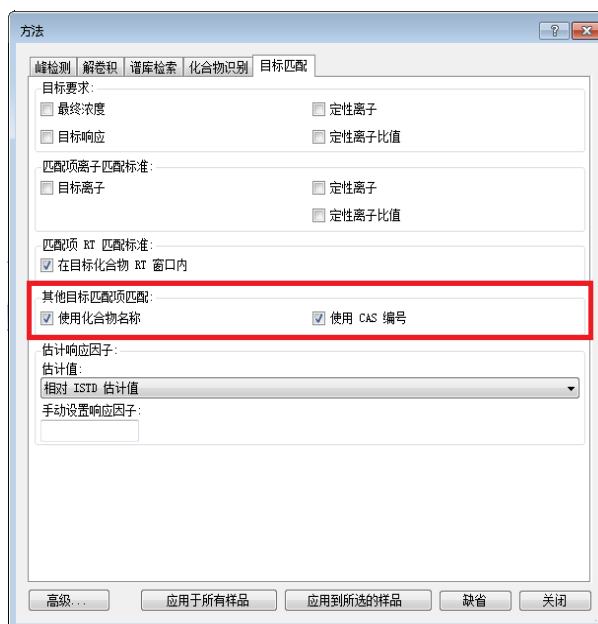 方法
峰检测 解卷积 谱库检索 化合物识别 目标匹配
目标要求:
最终浓度 定性离子
目标响应 定性离子比值
匹配项离子匹配标准:
目标离子 定性离子
定性离子比值
匹配项 RT 匹配标准:
在目标化合物 RT 窗口内
其他目标匹配项匹配:
使用化合物名称 使用 CAS 编号
估计响应因子:
估计值:
相对 ISTD 估计值
手动设置响应因子:
高级... 应用于所有样品 应用到所选的样品 缺省 关闭